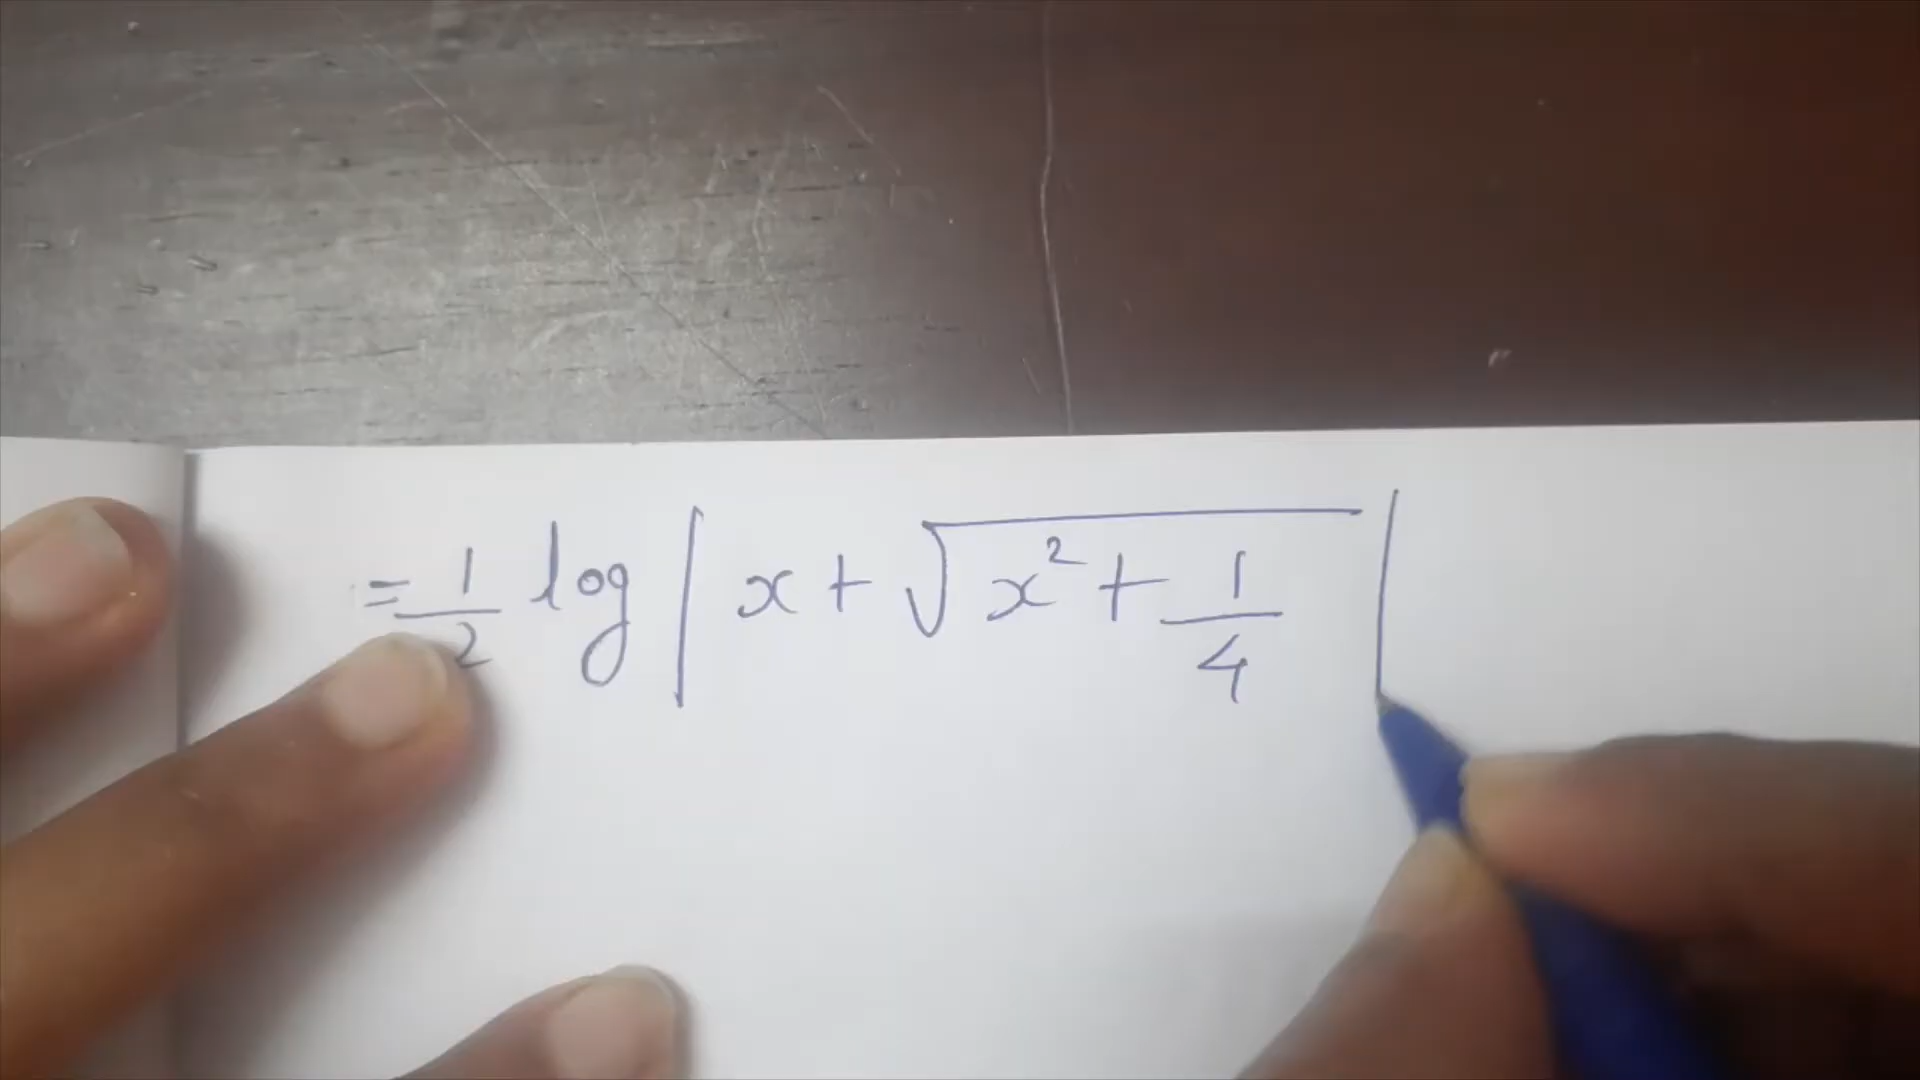 = 1/2 log | x + √(x² + 1/4) |